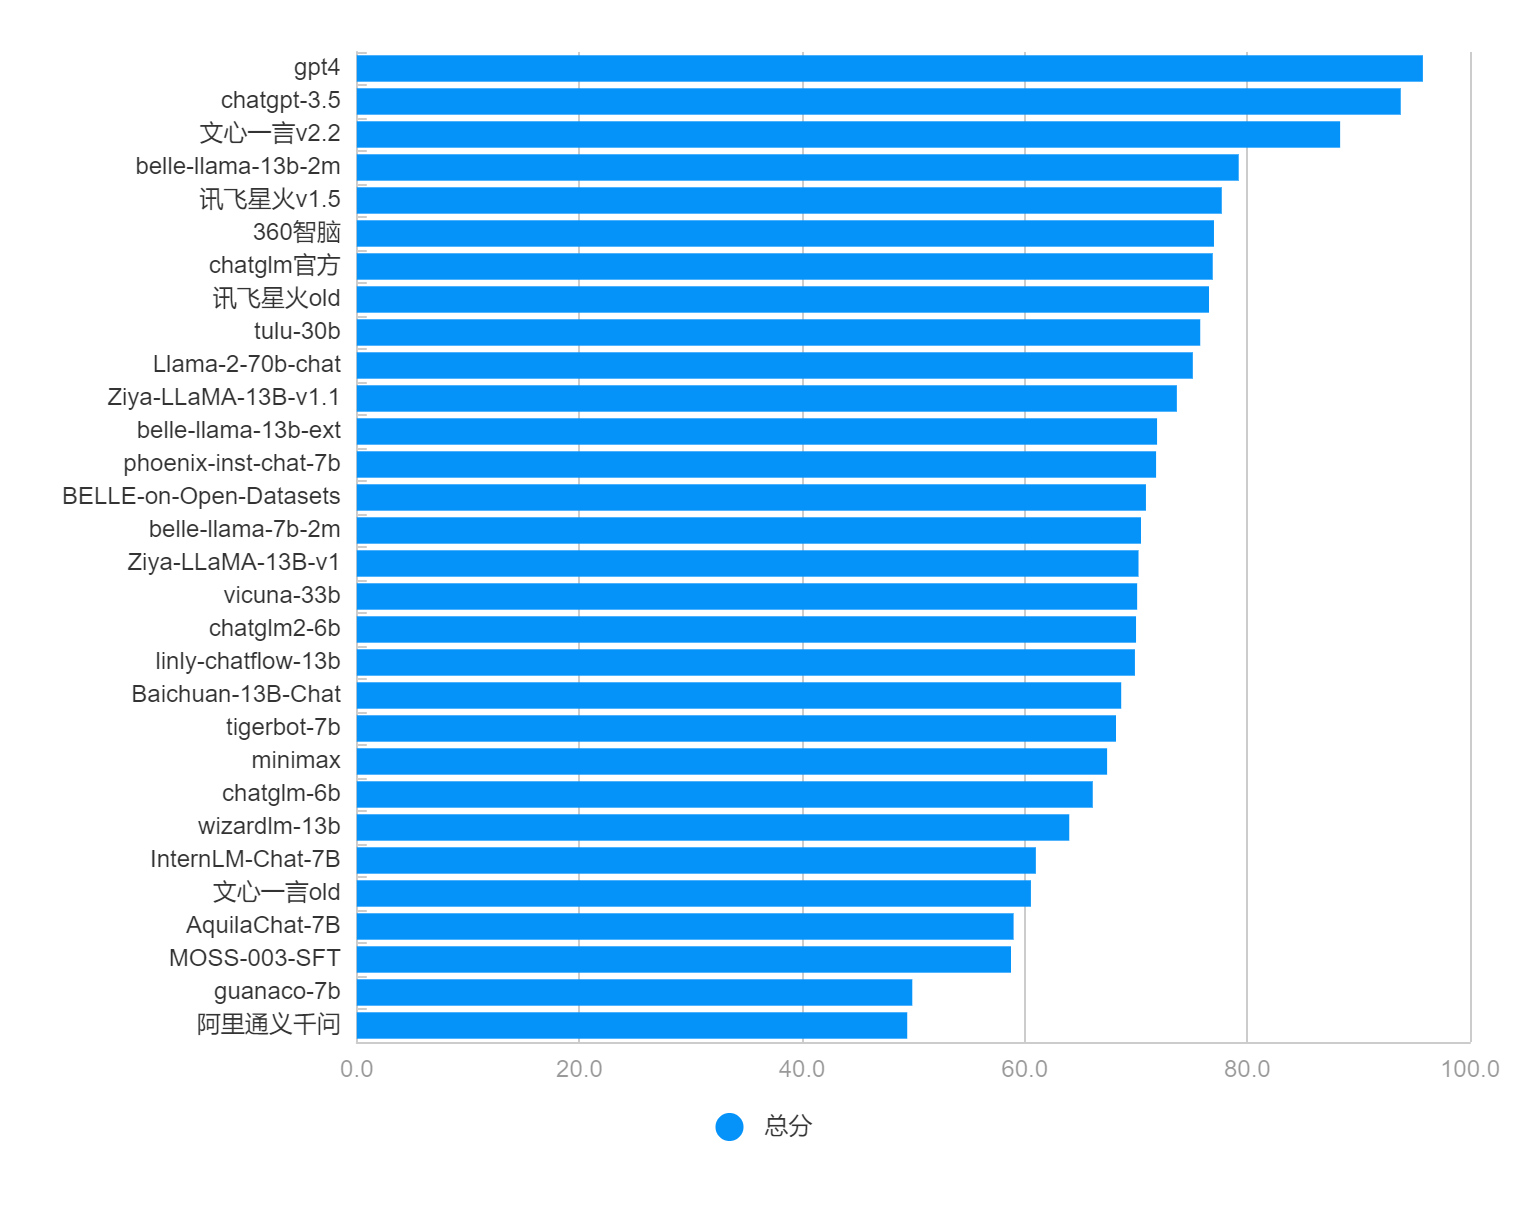 gpt4
chatgpt-3.5
文心一言v2.2
belle-llama-13b-2m
讯飞星火v1.5
360智脑
chatglm官方
讯飞星火old
tulu-30b
Llama-2-70b-chat
Ziya-LLaMA-13B-v1.1
belle-llama-13b-ext
phoenix-inst-chat-7b
BELLE-on-Open-Datasets
belle-llama-7b-2m
Ziya-LLaMA-13B-v1
vicuna-33b
chatglm2-6b
linly-chatflow-13b
Baichuan-13B-Chat
tigerbot-7b
minimax
chatglm-6b
wizardlm-13b
InternLM-Chat-7B
文心一言old
AquilaChat-7B
MOSS-003-SFT
guanaco-7b
阿里通义千问
0.0 20.0 40.0 60.0 80.0 100.0
总分